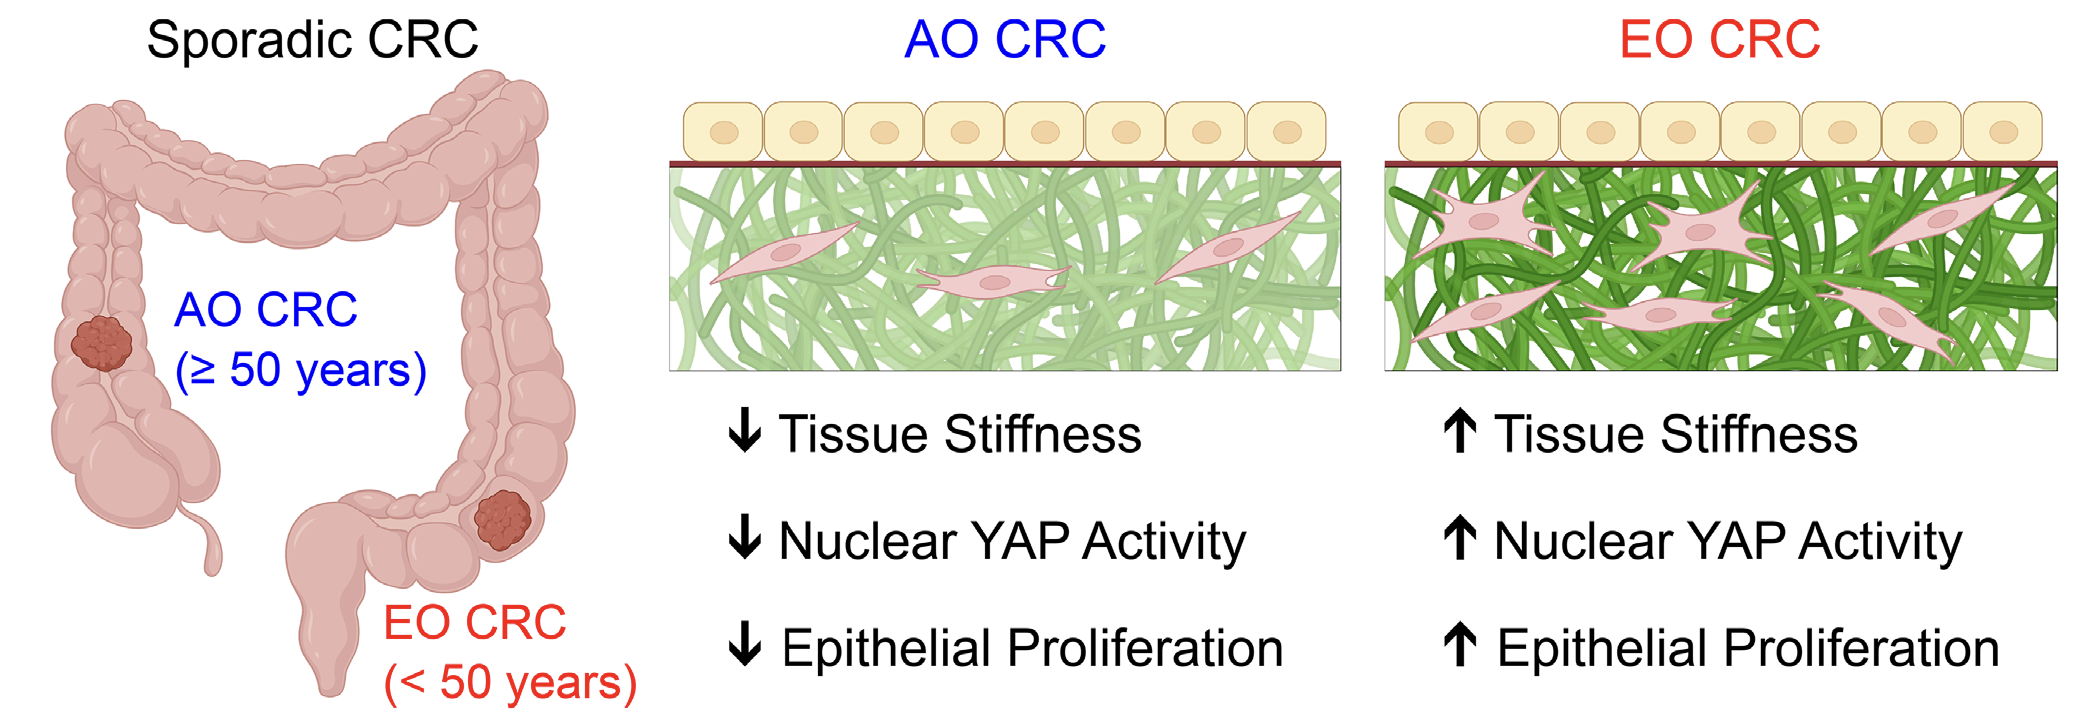 Sporadic CRC
AO CRC
(≥ 50 years)
EO CRC
(< 50 years)
AO CRC
↓ Tissue Stiffness
↓ Nuclear YAP Activity
↓ Epithelial Proliferation
EO CRC
↑ Tissue Stiffness
↑ Nuclear YAP Activity
↑ Epithelial Proliferation